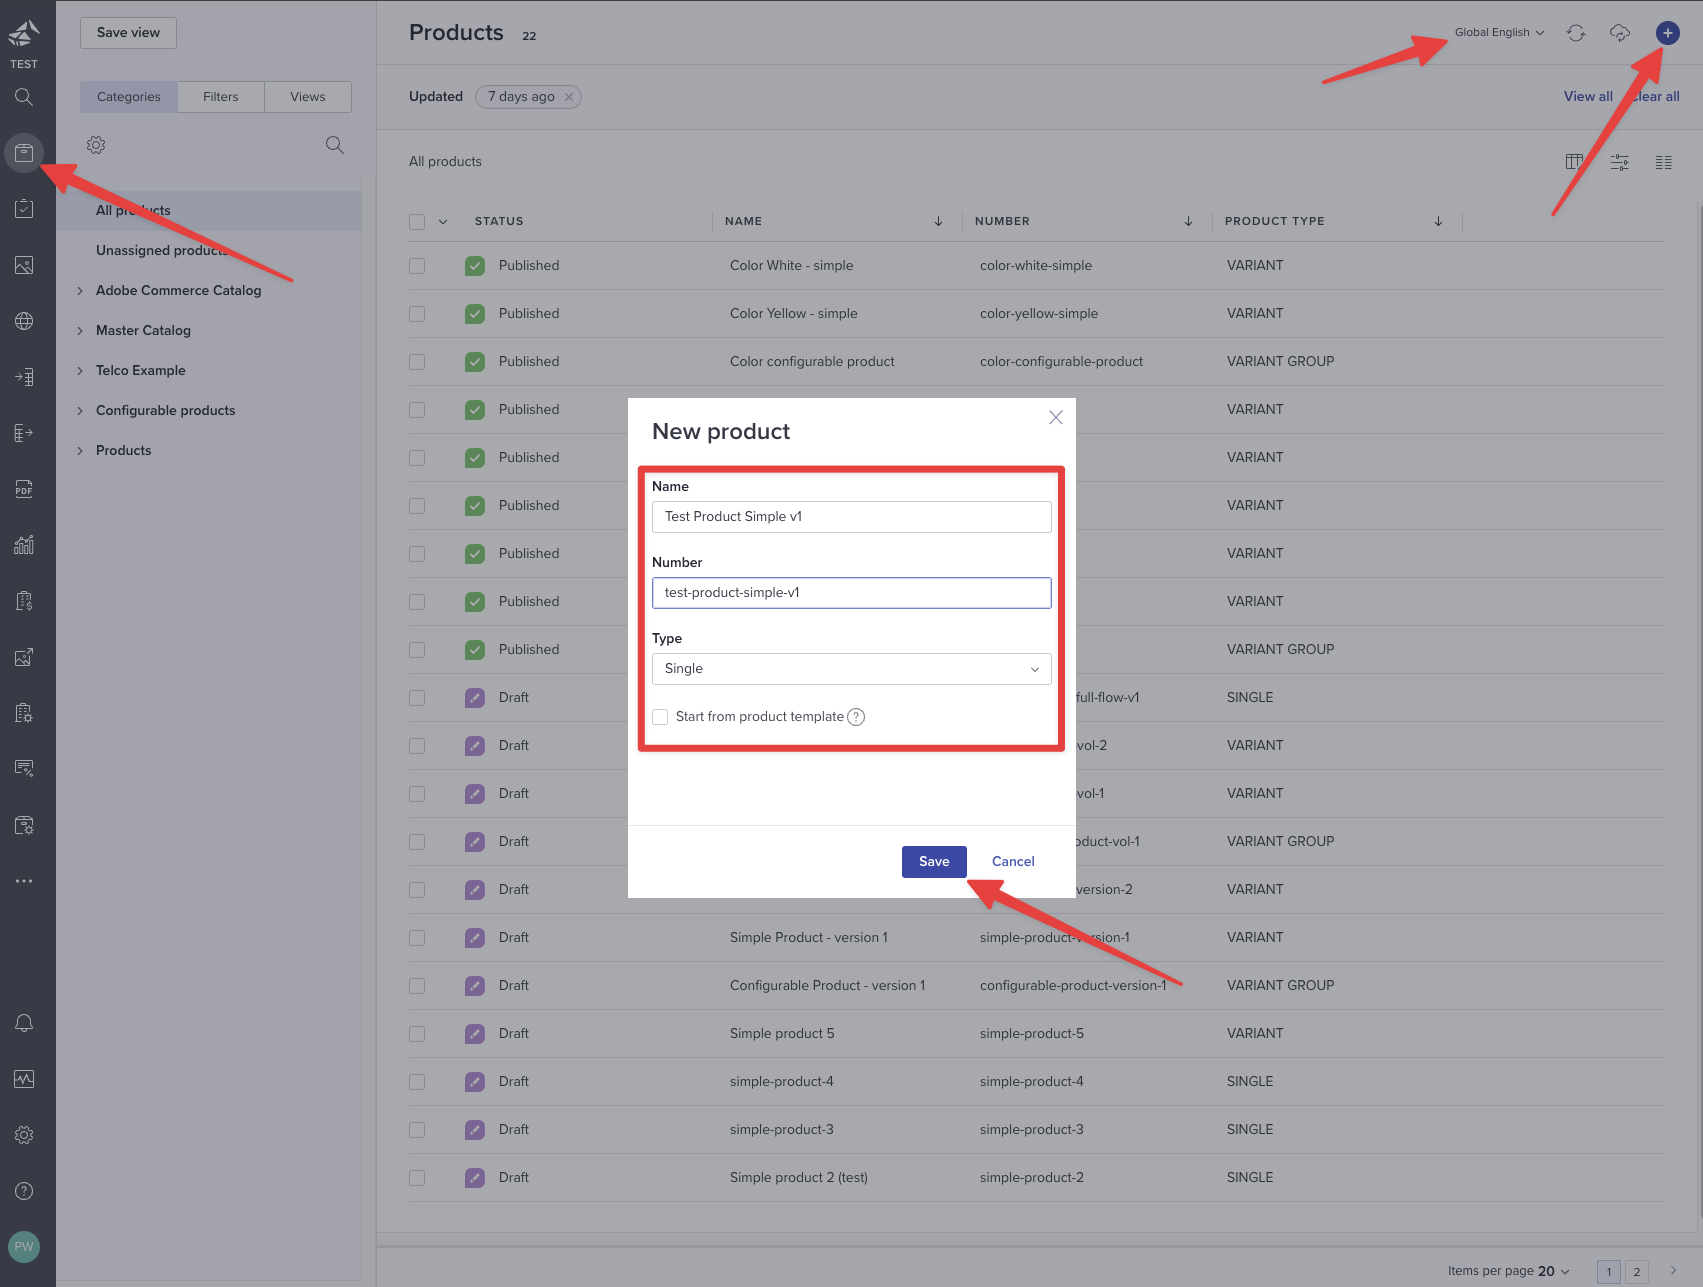 TEST
Save view
Categories
Filters
Views
All products
Unassigned products
Adobe Commerce Catalog
Master Catalog
Telco Example
Configurable products
Products
PDF
PW
Products 22
Global English
Updated 7 days ago
View all
Clear all
All products
STATUS NAME NUMBER PRODUCT TYPE
Published Color White - simple color-white-simple VARIANT
Published Color Yellow - simple color-yellow-simple VARIANT
Published Color configurable product color-configurable-product VARIANT GROUP
Published VARIANT
Published VARIANT
Published VARIANT
Published VARIANT
Published VARIANT
Published VARIANT GROUP
Draft full-flow-v1 SINGLE
Draft -vol-2 VARIANT
Draft -vol-1 VARIANT
Draft oduct-vol-1 VARIANT GROUP
Draft version-2 VARIANT
Draft Simple Product - version 1 simple-product-version-1 VARIANT
Draft Configurable Product - version 1 configurable-product-version-1 VARIANT GROUP
Draft Simple product 5 simple-product-5 VARIANT
Draft simple-product-4 simple-product-4 SINGLE
Draft simple-product-3 simple-product-3 SINGLE
Draft Simple product 2 (test) simple-product-2 SINGLE
Items per page 20
1 2
New product
Name
Test Product Simple v1
Number
test-product-simple-v1
Type
Single
Start from product template ?
Save
Cancel